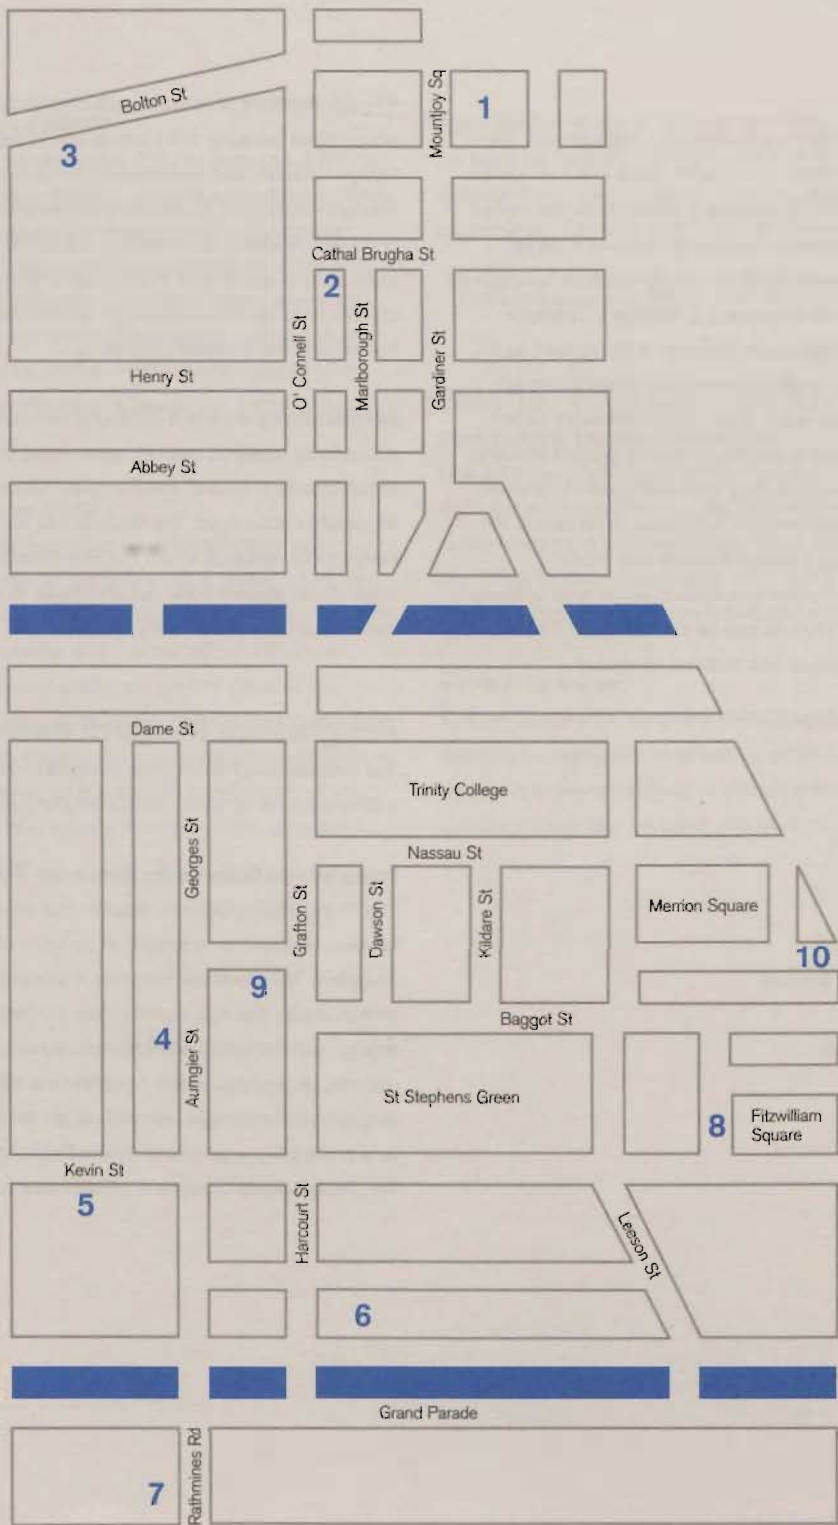 Bolton St
Mountjoy Sq
1
3
Cathal Brugha St
2
O' Connell St
Marlborough St
Gardiner St
Henry St
Abbey St
Dame St
Trinity College
Georges St
Nassau St
Grafton St
Dawson St
Kildare St
Merrion Square
9
10
Baggot St
4
Aumgier St
St Stephens Green
8
Fitzwilliam
Square
Kevin St
5
Harcourt St
Leeson St
6
Grand Parade
Rathmines Rd
7